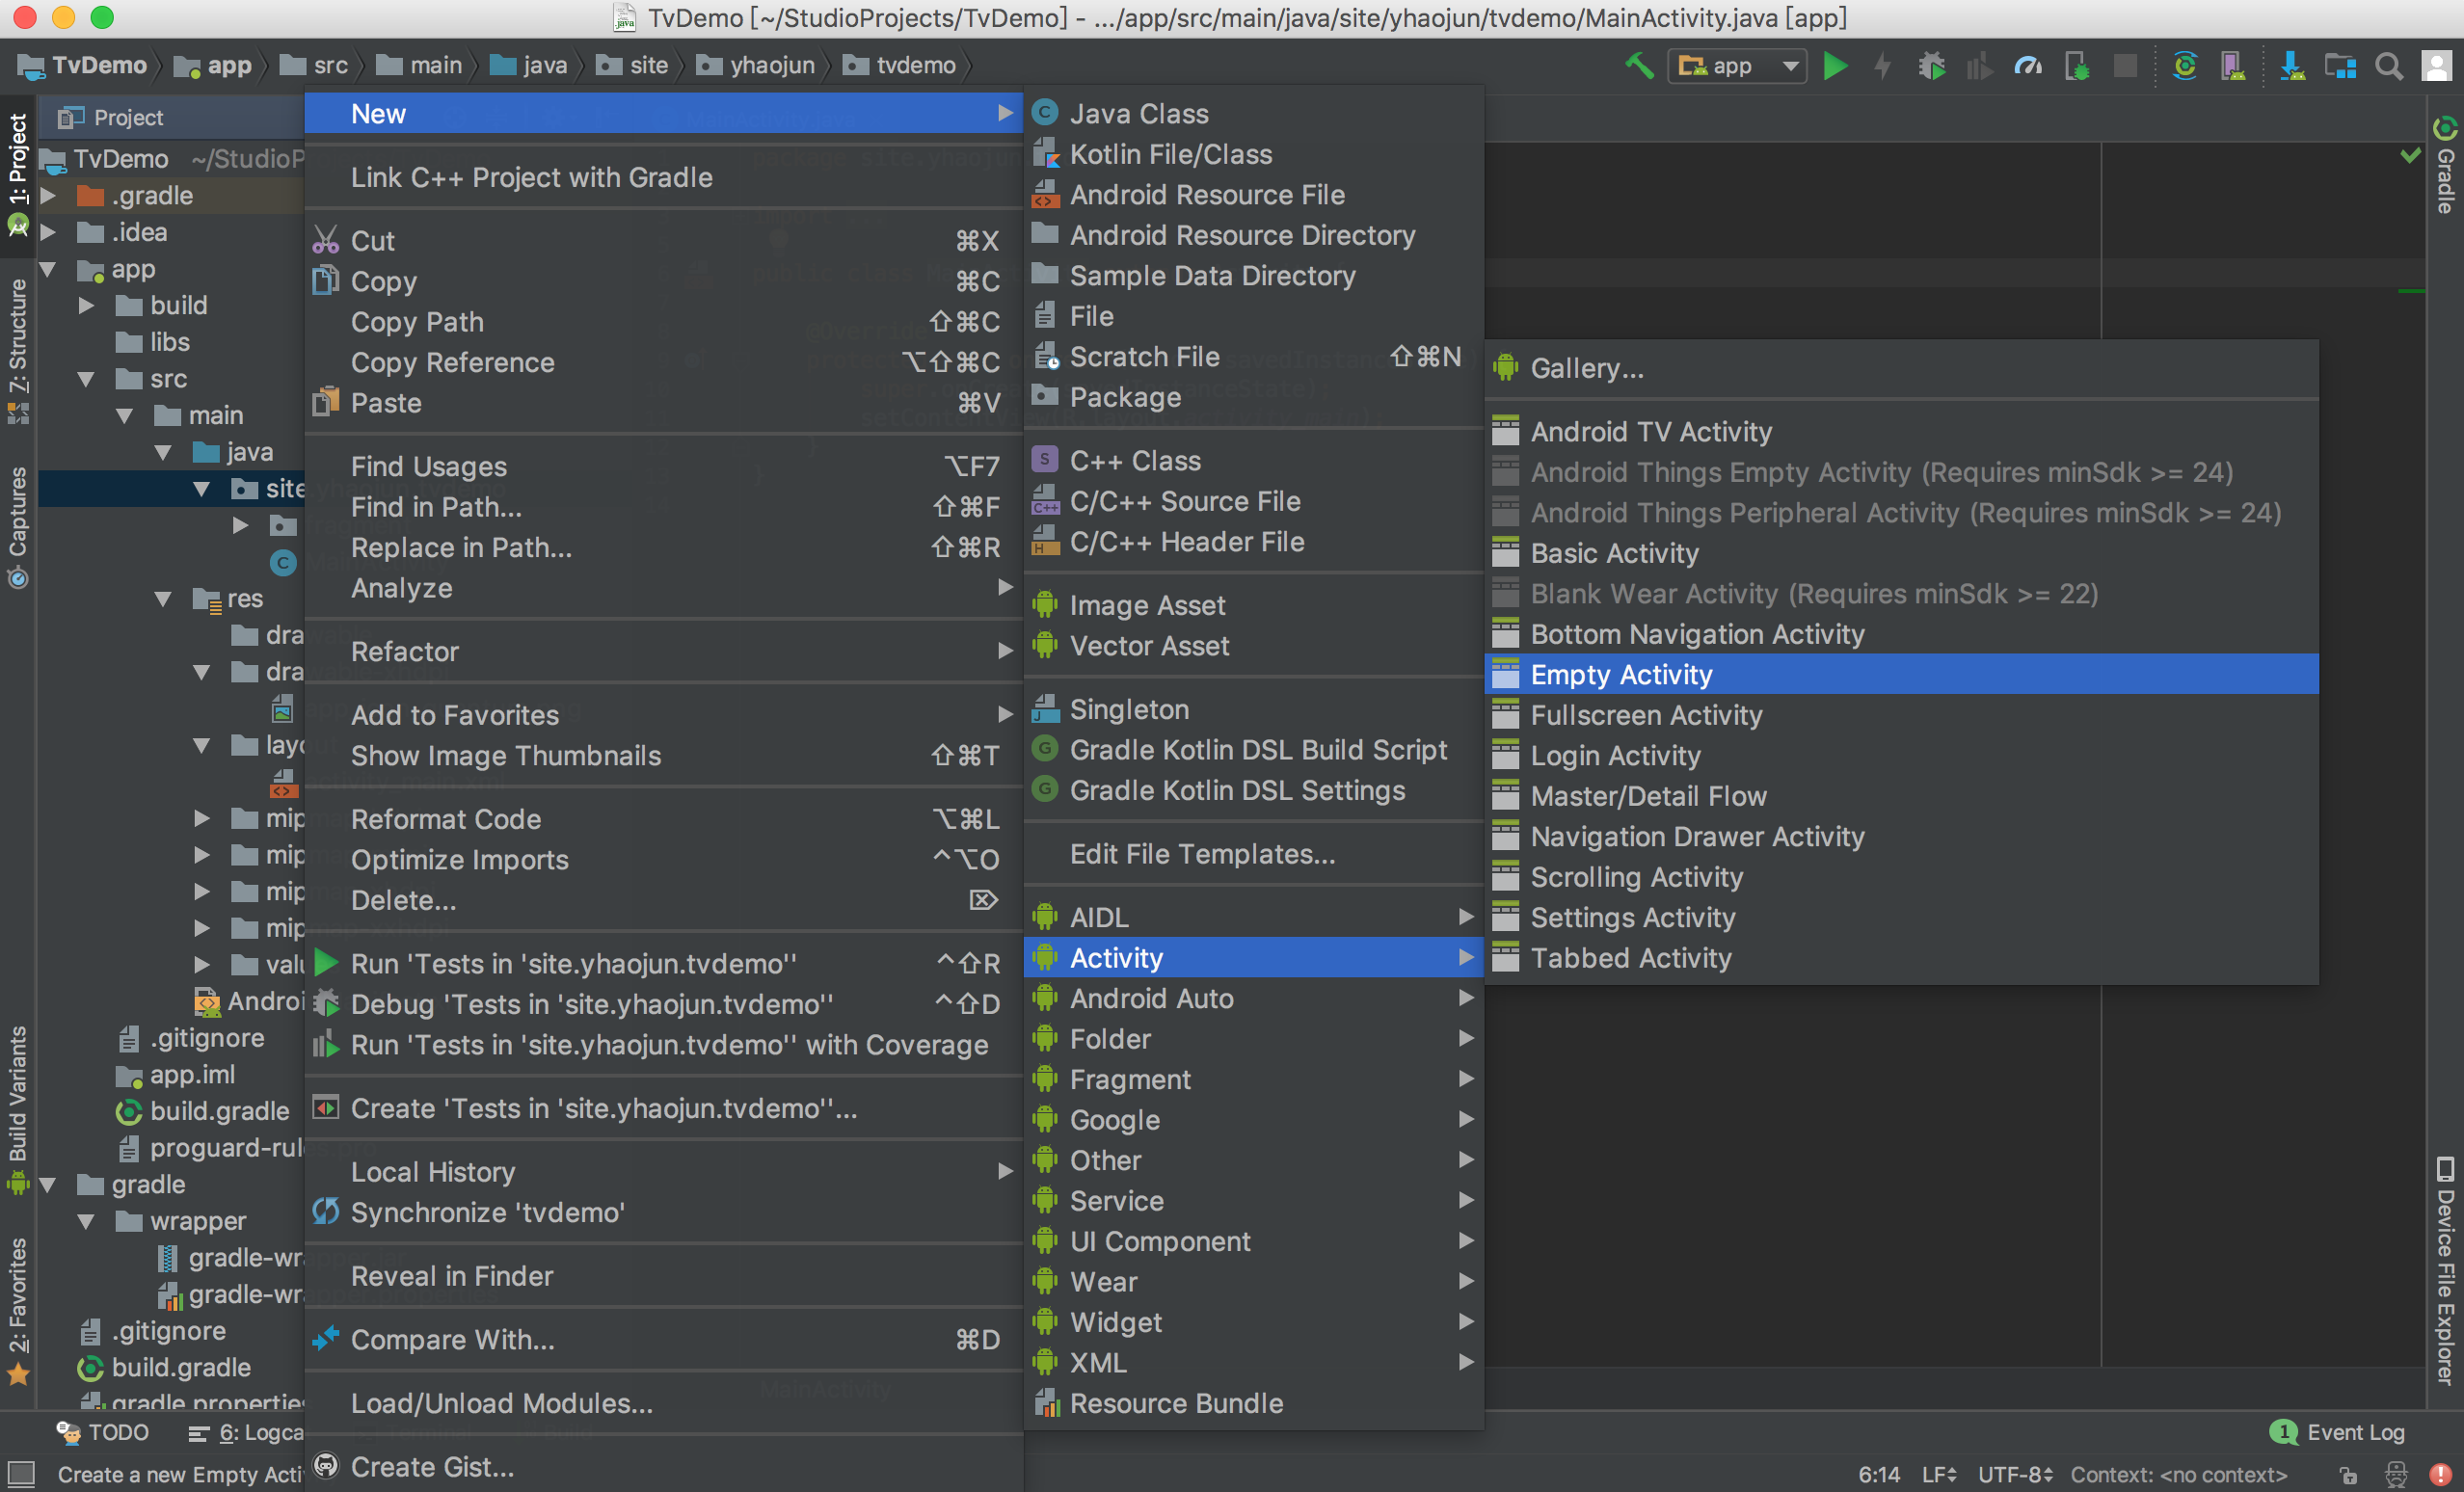 TvDemo [~/StudioProjects/TvDemo] - .../app/src/main/java/site/yhaojun/tvdemo/MainActivity.java [app]
TvDemo app src main java site yhaojun tvdemo
app
1: Project
7: Structure
Captures
Build Variants
2: Favorites
Project
TvDemo ~/StudioP
.gradle
.idea
app
build
libs
src
main
java
site
res
dra
dra
layo
mip
mip
mip
mip
valu
Androi
.gitignore
app.iml
build.gradle
proguard-rul
gradle
wrapper
gradle-wr
gradle-wra
.gitignore
build.gradle
gradle.properties
New
Link C++ Project with Gradle
Cut ⌘X
Copy ⌘C
Copy Path ⇧⌘C
Copy Reference ⌥⇧⌘C
Paste ⌘V
Find Usages ⌥F7
Find in Path... ⇧⌘F
Replace in Path... ⇧⌘R
Analyze
Refactor
Add to Favorites
Show Image Thumbnails ⇧⌘T
Reformat Code ⌥⌘L
Optimize Imports ^⌥O
Delete... ⌦
Run 'Tests in 'site.yhaojun.tvdemo'' ^⇧R
Debug 'Tests in 'site.yhaojun.tvdemo'' ^⇧D
Run 'Tests in 'site.yhaojun.tvdemo'' with Coverage
Create 'Tests in 'site.yhaojun.tvdemo''...
Local History
Synchronize 'tvdemo'
Reveal in Finder
Compare With... ⌘D
Load/Unload Modules...
Create Gist...
Java Class
Kotlin File/Class
Android Resource File
Android Resource Directory
Sample Data Directory
File
Scratch File ⇧⌘N
Package
C++ Class
C/C++ Source File
C/C++ Header File
Image Asset
Vector Asset
Singleton
Gradle Kotlin DSL Build Script
Gradle Kotlin DSL Settings
Edit File Templates...
AIDL
Activity
Android Auto
Folder
Fragment
Google
Other
Service
UI Component
Wear
Widget
XML
Resource Bundle
Gallery...
Android TV Activity
Android Things Empty Activity (Requires minSdk >= 24)
Android Things Peripheral Activity (Requires minSdk >= 24)
Basic Activity
Blank Wear Activity (Requires minSdk >= 22)
Bottom Navigation Activity
Empty Activity
Fullscreen Activity
Login Activity
Master/Detail Flow
Navigation Drawer Activity
Scrolling Activity
Settings Activity
Tabbed Activity
Gradle
Device File Explorer
TODO 6: Logca
1 Event Log
Create a new Empty Acti
6:14 LF UTF-8 Context: <no context>